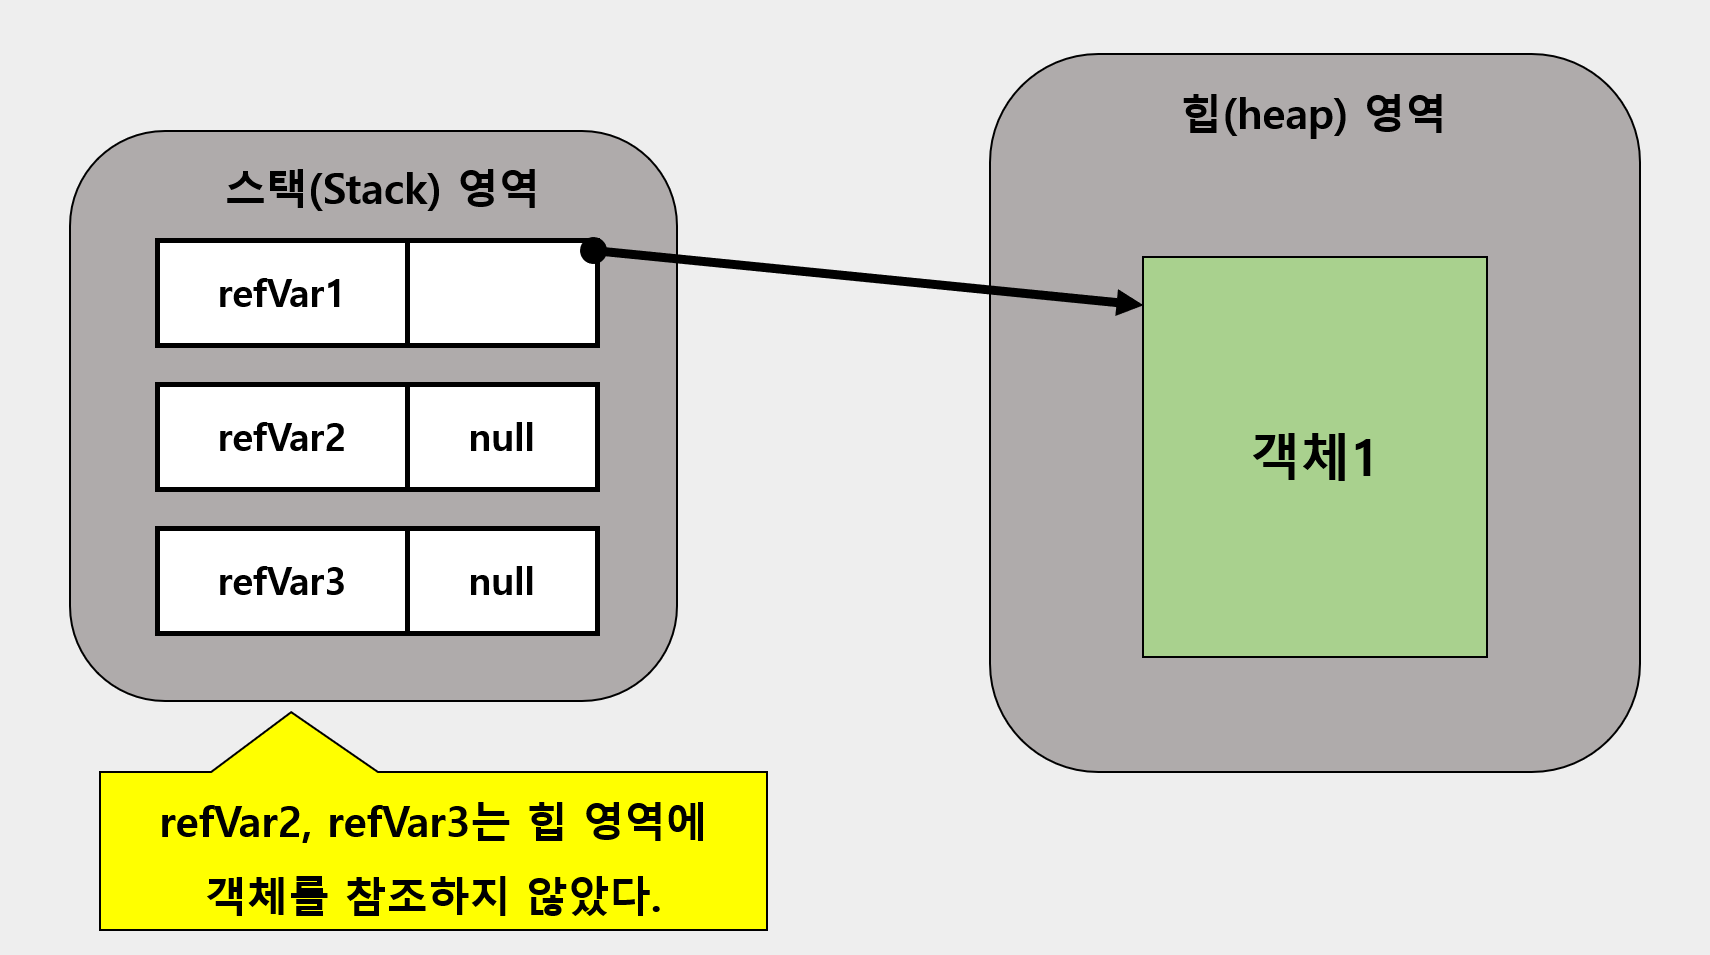 스택(Stack) 영역
refVar1
refVar2 null
refVar3 null
힙(heap) 영역
객체1
refVar2, refVar3는 힙 영역에
객체를 참조하지 않았다.